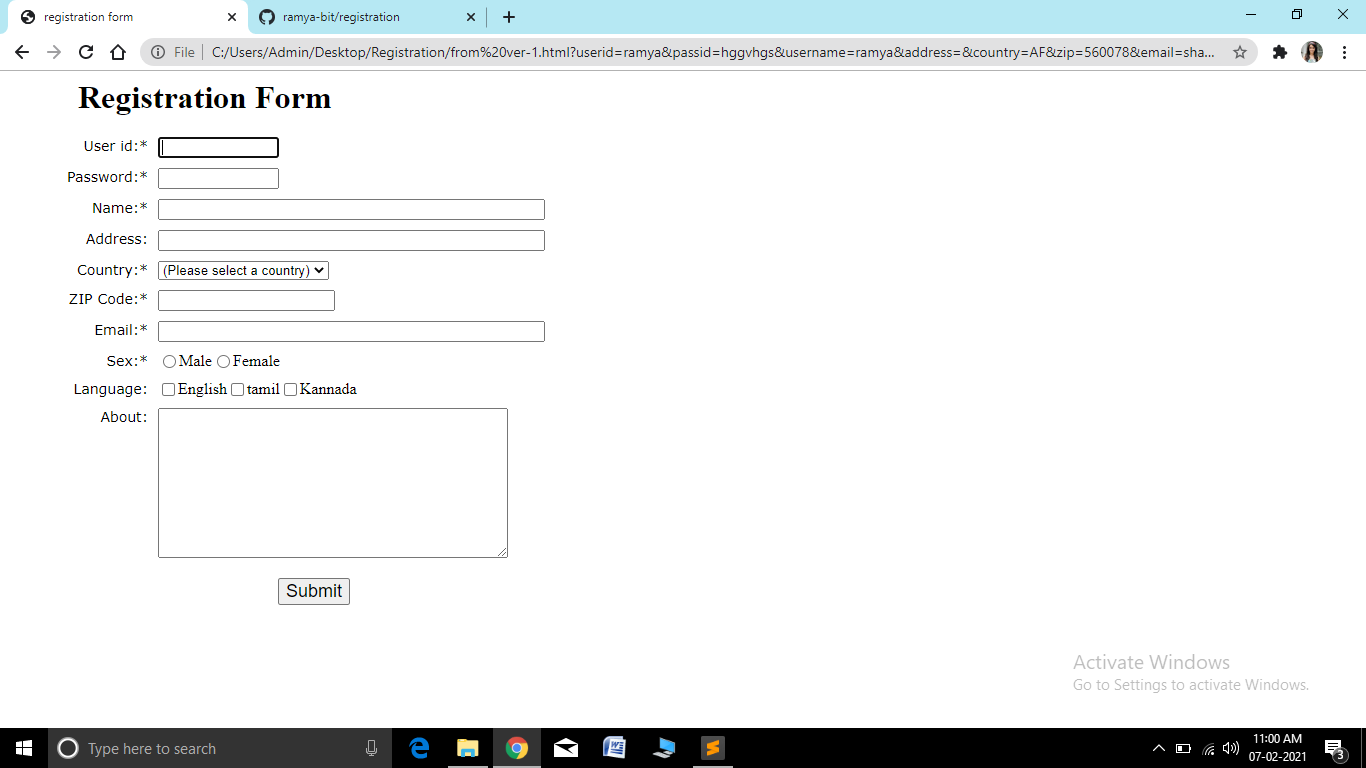 registration form
ramya-bit/registration
File
C:/Users/Admin/Desktop/Registration/from%20ver-1.html?userid=ramya&passid=hggvhgs&username=ramya&address=&country=AF&zip=560078&email=sha...
Registration Form
User id:*
Password:*
Name:*
Address:
Country:* (Please select a country)
ZIP Code:*
Email:*
Sex:* Male Female
Language: English tamil Kannada
About:
Submit
Activate Windows
Go to Settings to activate Windows.
Type here to search
11:00 AM
07-02-2021
3